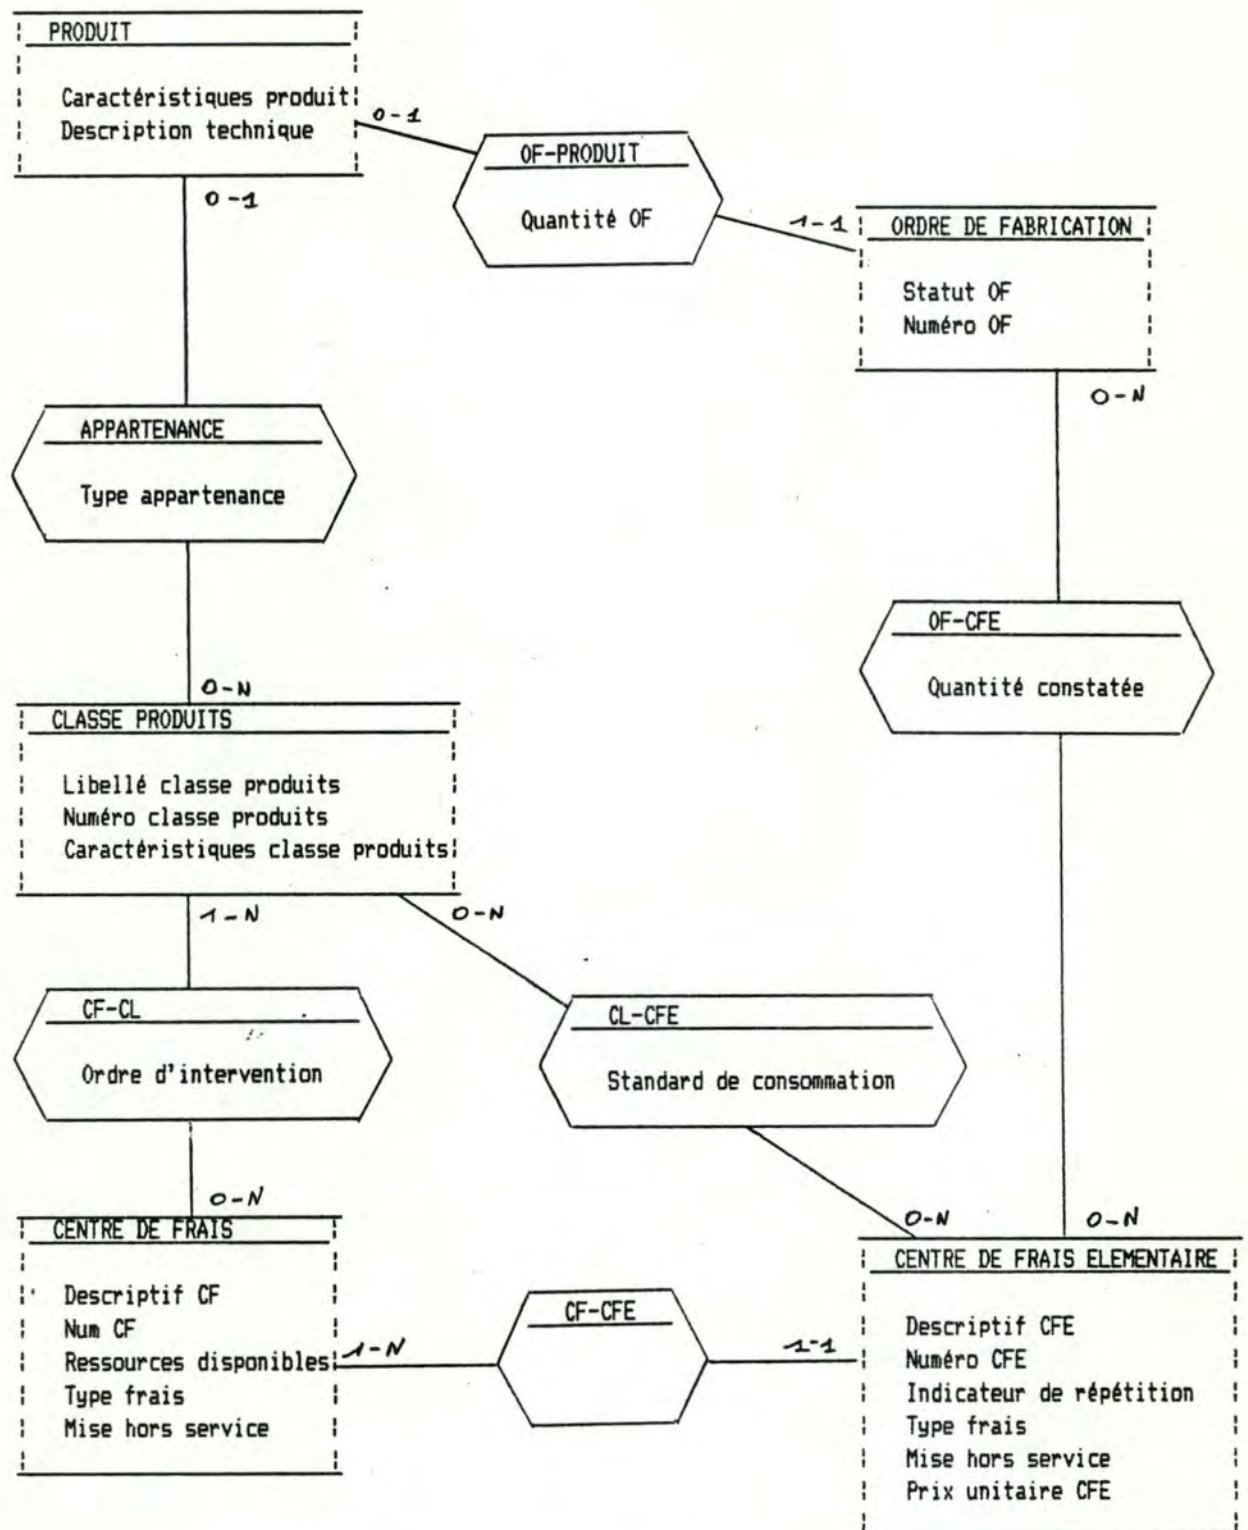 PRODUIT
Caractéristiques produit
Description technique
0-1
OF-PRODUIT
Quantité OF
0-1
1-1
ORDRE DE FABRICATION
Statut OF
Numéro OF
0-N
APPARTENANCE
Type appartenance
OF-CFE
Quantité constatée
0-N
CLASSE PRODUITS
Libellé classe produits
Numéro classe produits
Caractéristiques classe produits
1-N
0-N
CF-CL
Ordre d'intervention
CL-CFE
Standard de consommation
0-N
0-N
0-N
CENTRE DE FRAIS
Descriptif CF
Num CF
Ressources disponibles
Type frais
Mise hors service
1-N
CF-CFE
1-1
CENTRE DE FRAIS ELEMENTAIRE
Descriptif CFE
Numéro CFE
Indicateur de répétition
Type frais
Mise hors service
Prix unitaire CFE